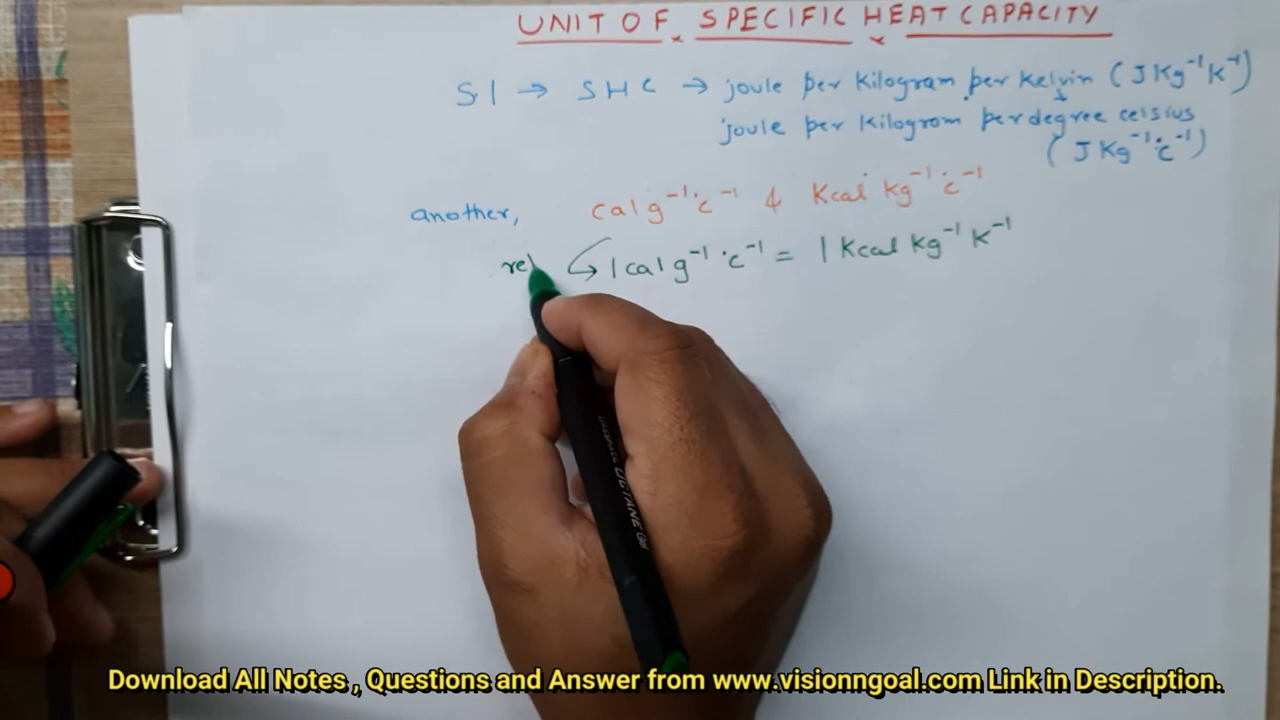 UNIT OF SPECIFIC HEAT CAPACITY
SI → SHC → joule per kilogram per kelvin (J Kg⁻¹ K⁻¹)
joule per kilogram per degree celsius
(J Kg⁻¹ °c⁻¹)
another, cal g⁻¹ °c⁻¹ & Kcal kg⁻¹ °c⁻¹
rel ↳ 1 cal g⁻¹ °c⁻¹ = 1 Kcal kg⁻¹ K⁻¹
Download All Notes , Questions and Answer from www.visionngoal.com Link in Description.